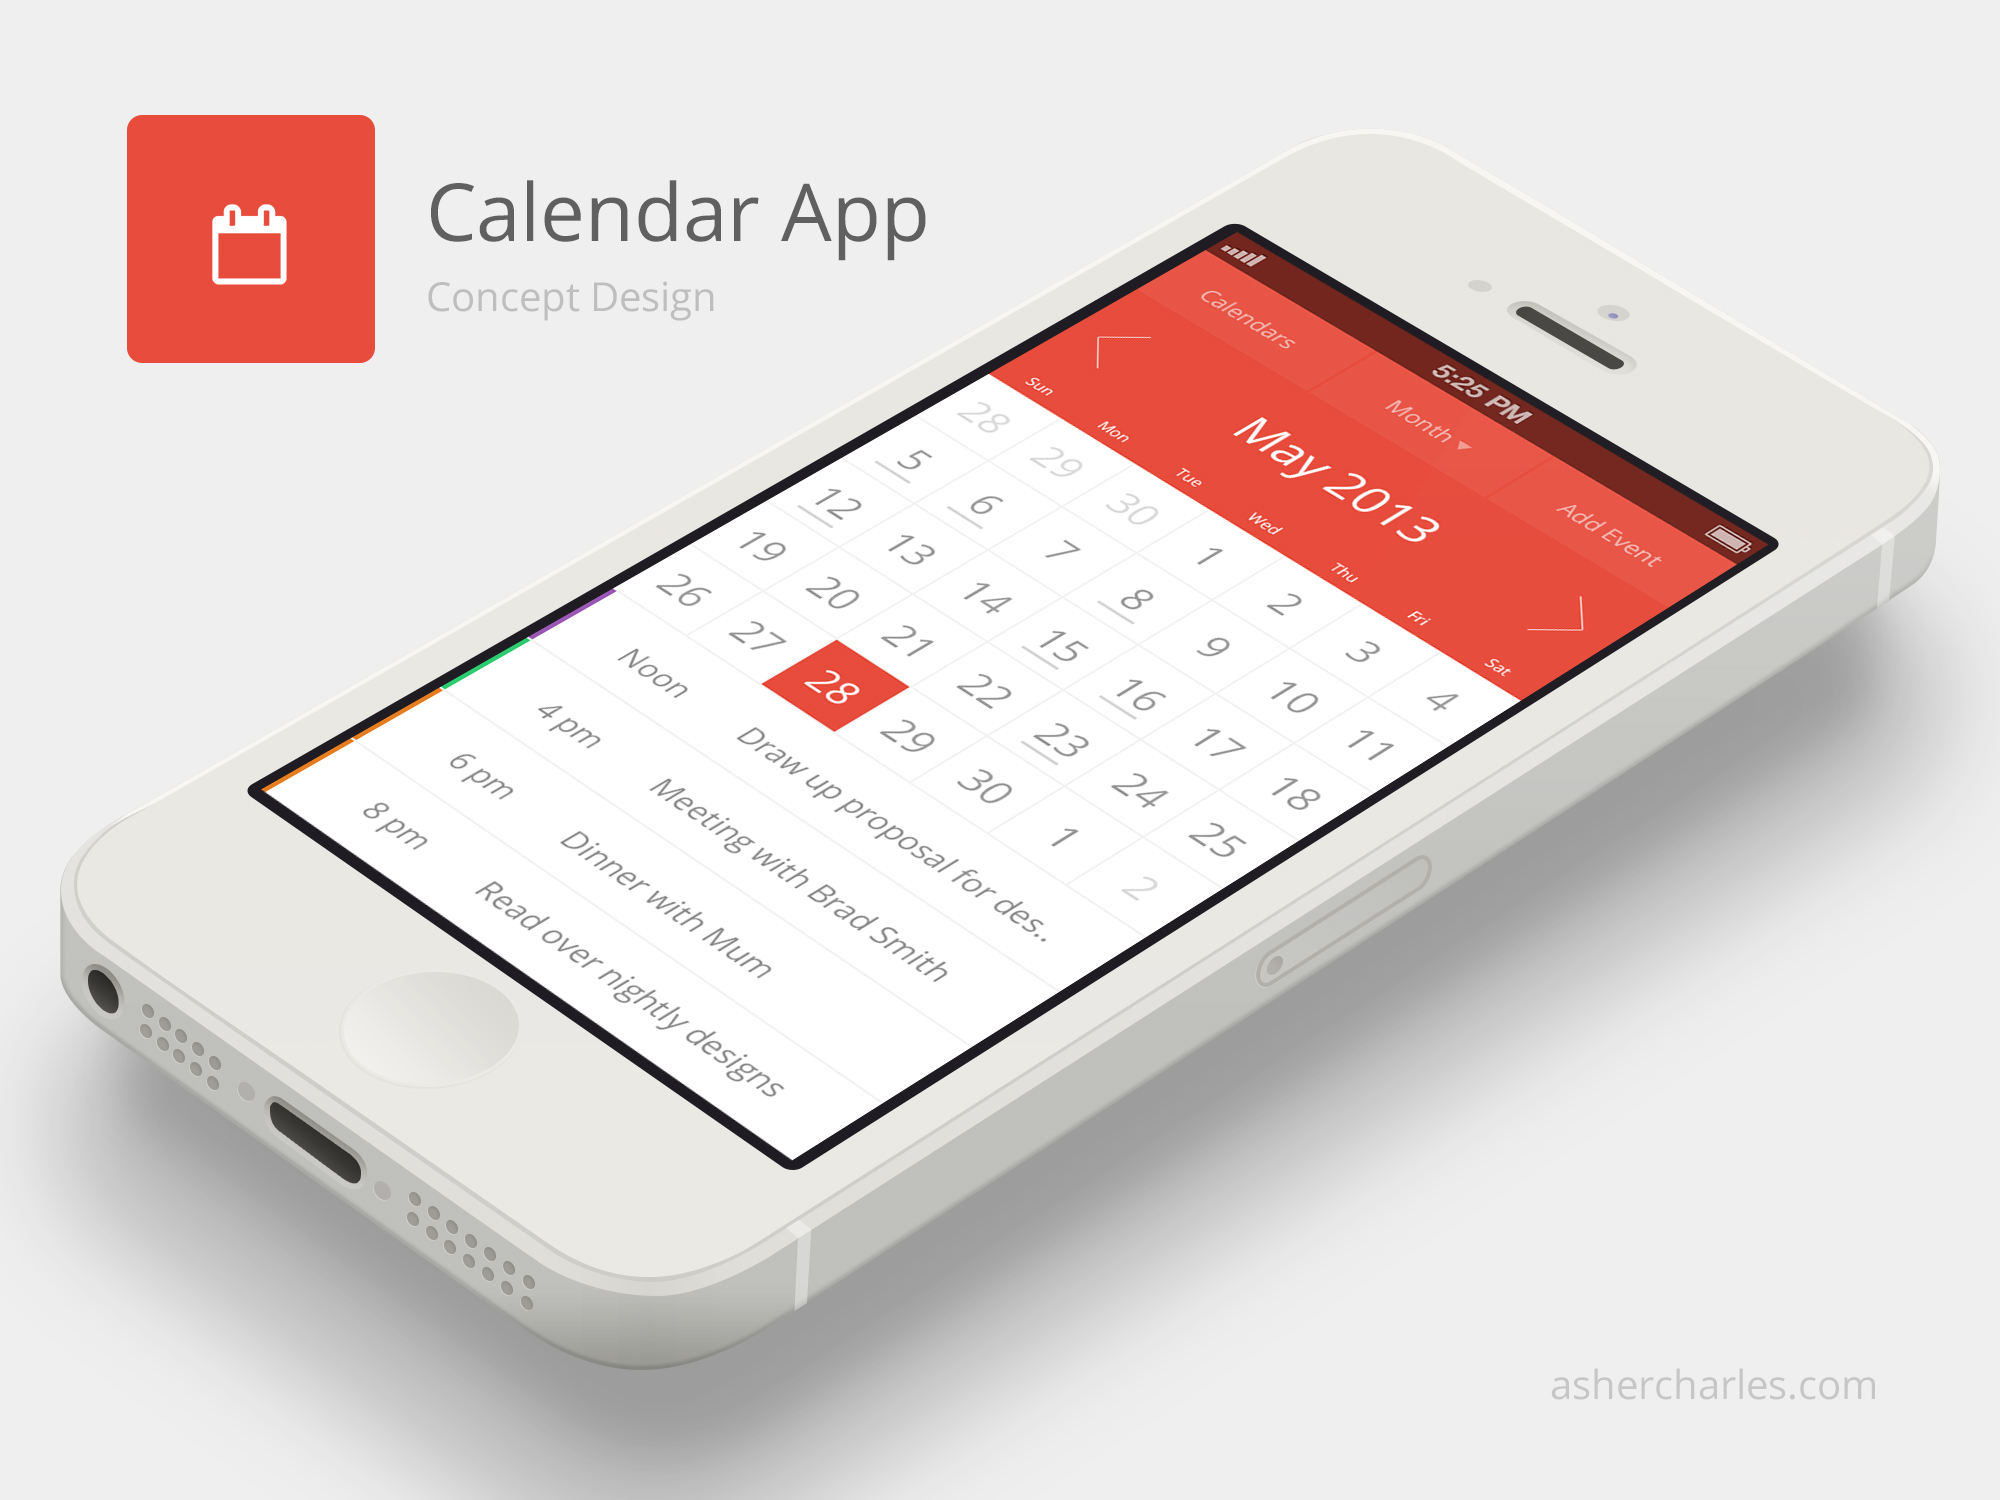 Calendar App
Concept Design
5:25 PM
Calendars Month ▾ Add Event
May 2013
Sun Mon Tue Wed Thu Fri Sat
28 29 30 1 2 3 4
5 6 7 8 9 10 11
12 13 14 15 16 17 18
19 20 21 22 23 24 25
26 27 28 29 30 1 2
Noon Draw up proposal for des..
4 pm Meeting with Brad Smith
6 pm Dinner with Mum
8 pm Read over nightly designs
ashercharles.com